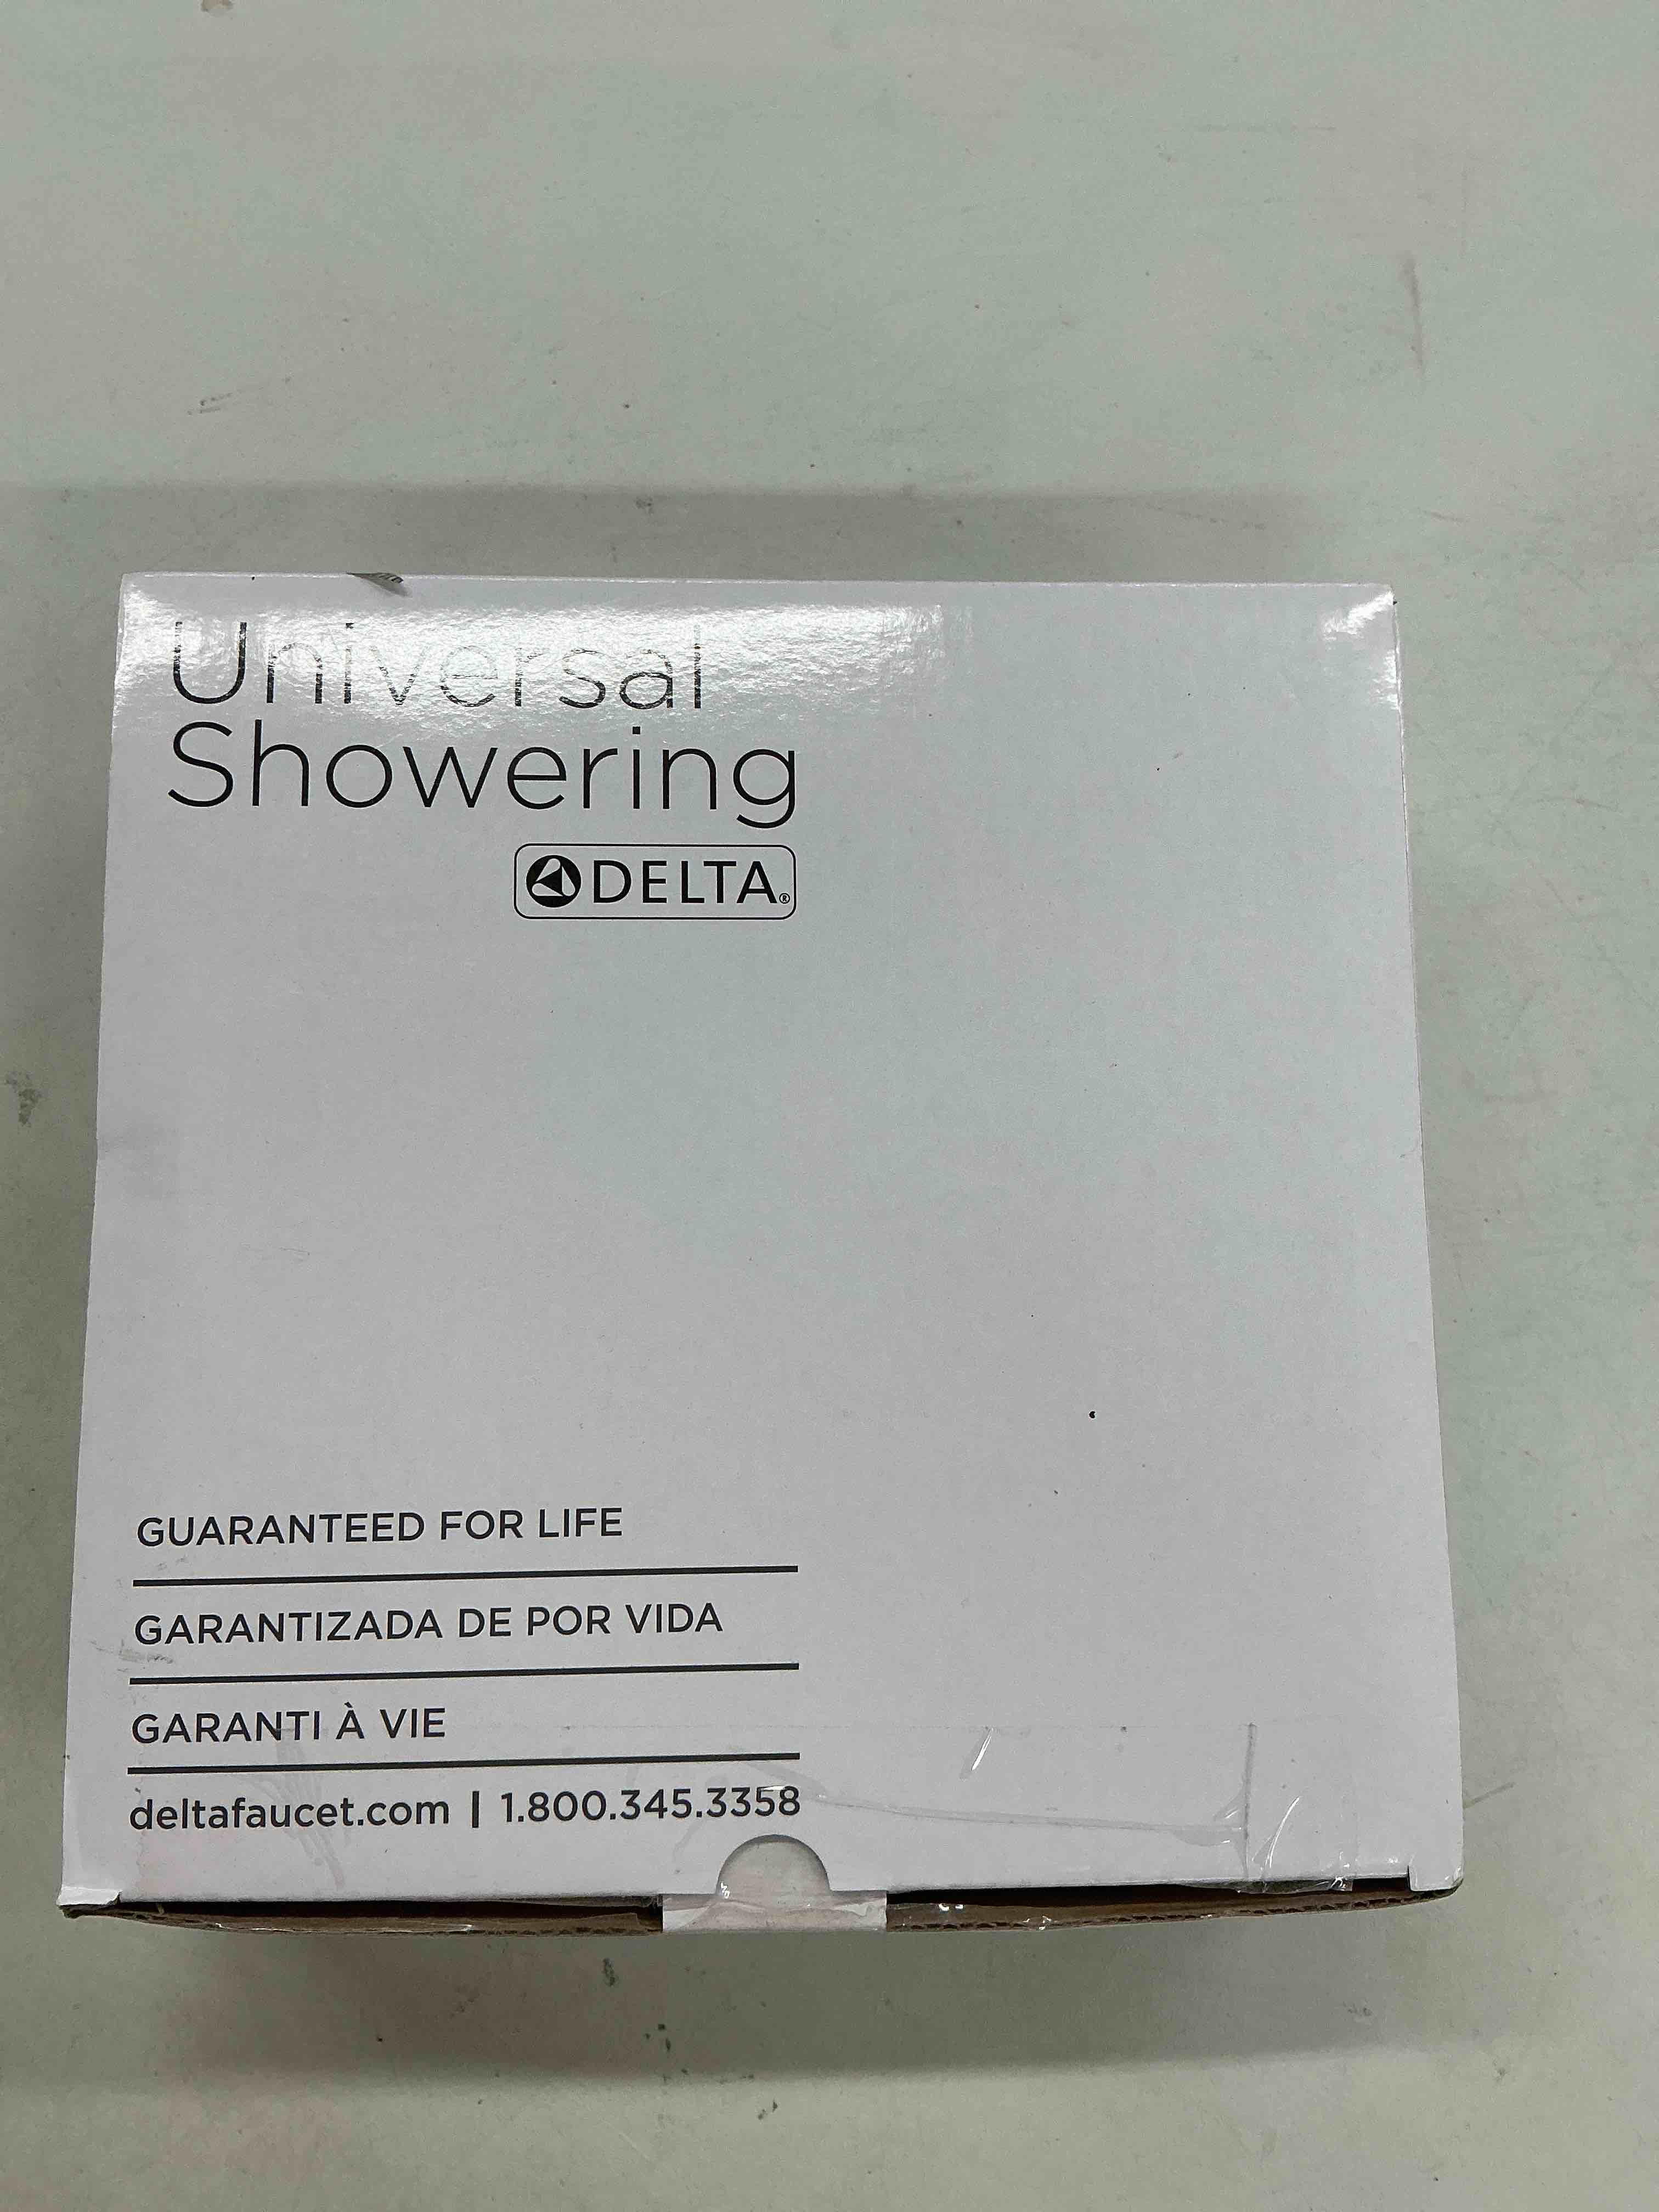 Universal
Showering
DELTA®
GUARANTEED FOR LIFE
GARANTIZADA DE POR VIDA
GARANTI À VIE
deltafaucet.com | 1.800.345.3358